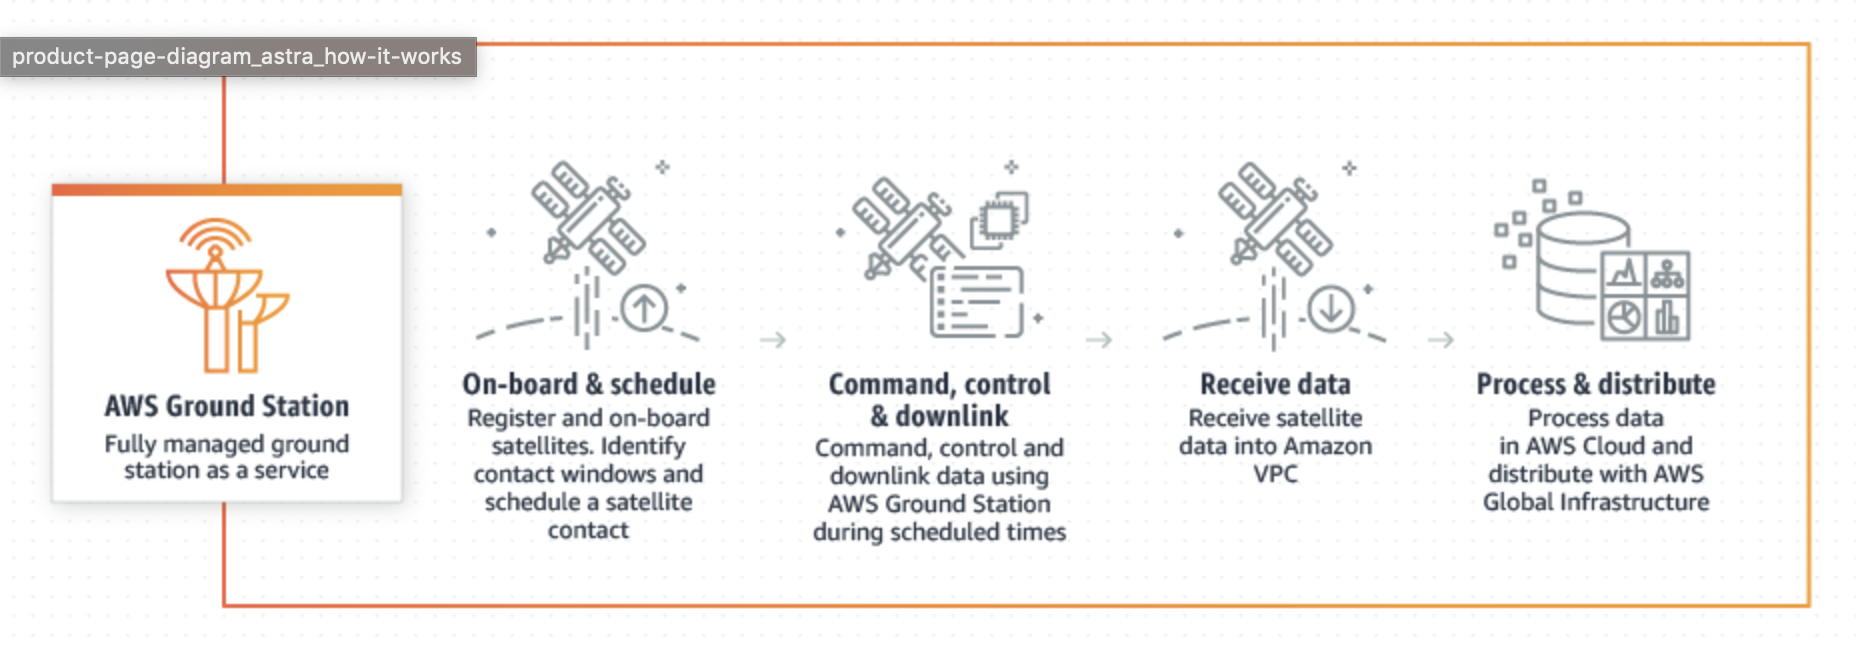 product-page-diagram_astra_how-it-works
AWS Ground Station
Fully managed ground
station as a service
On-board & schedule
Register and on-board
satellites. Identify
contact windows and
schedule a satellite
contact
Command, control
& downlink
Command, control and
downlink data using
AWS Ground Station
during scheduled times
Receive data
Receive satellite
data into Amazon
VPC
Process & distribute
Process data
in AWS Cloud and
distribute with AWS
Global Infrastructure